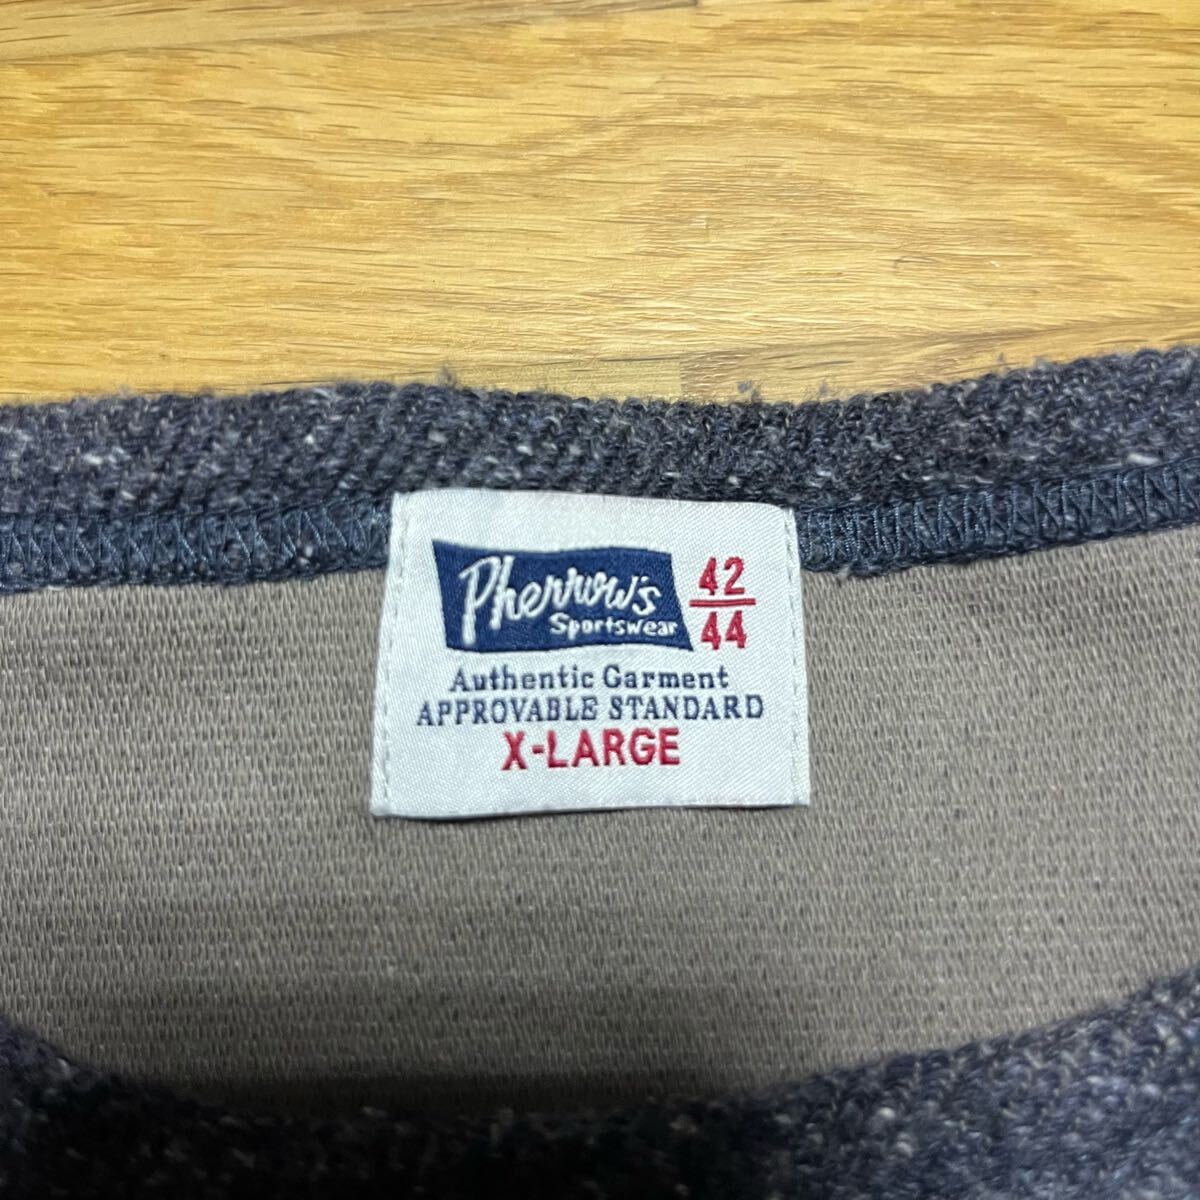 Pherrow's
Sportswear
42
44
Authentic Garment
APPROVABLE STANDARD
X-LARGE